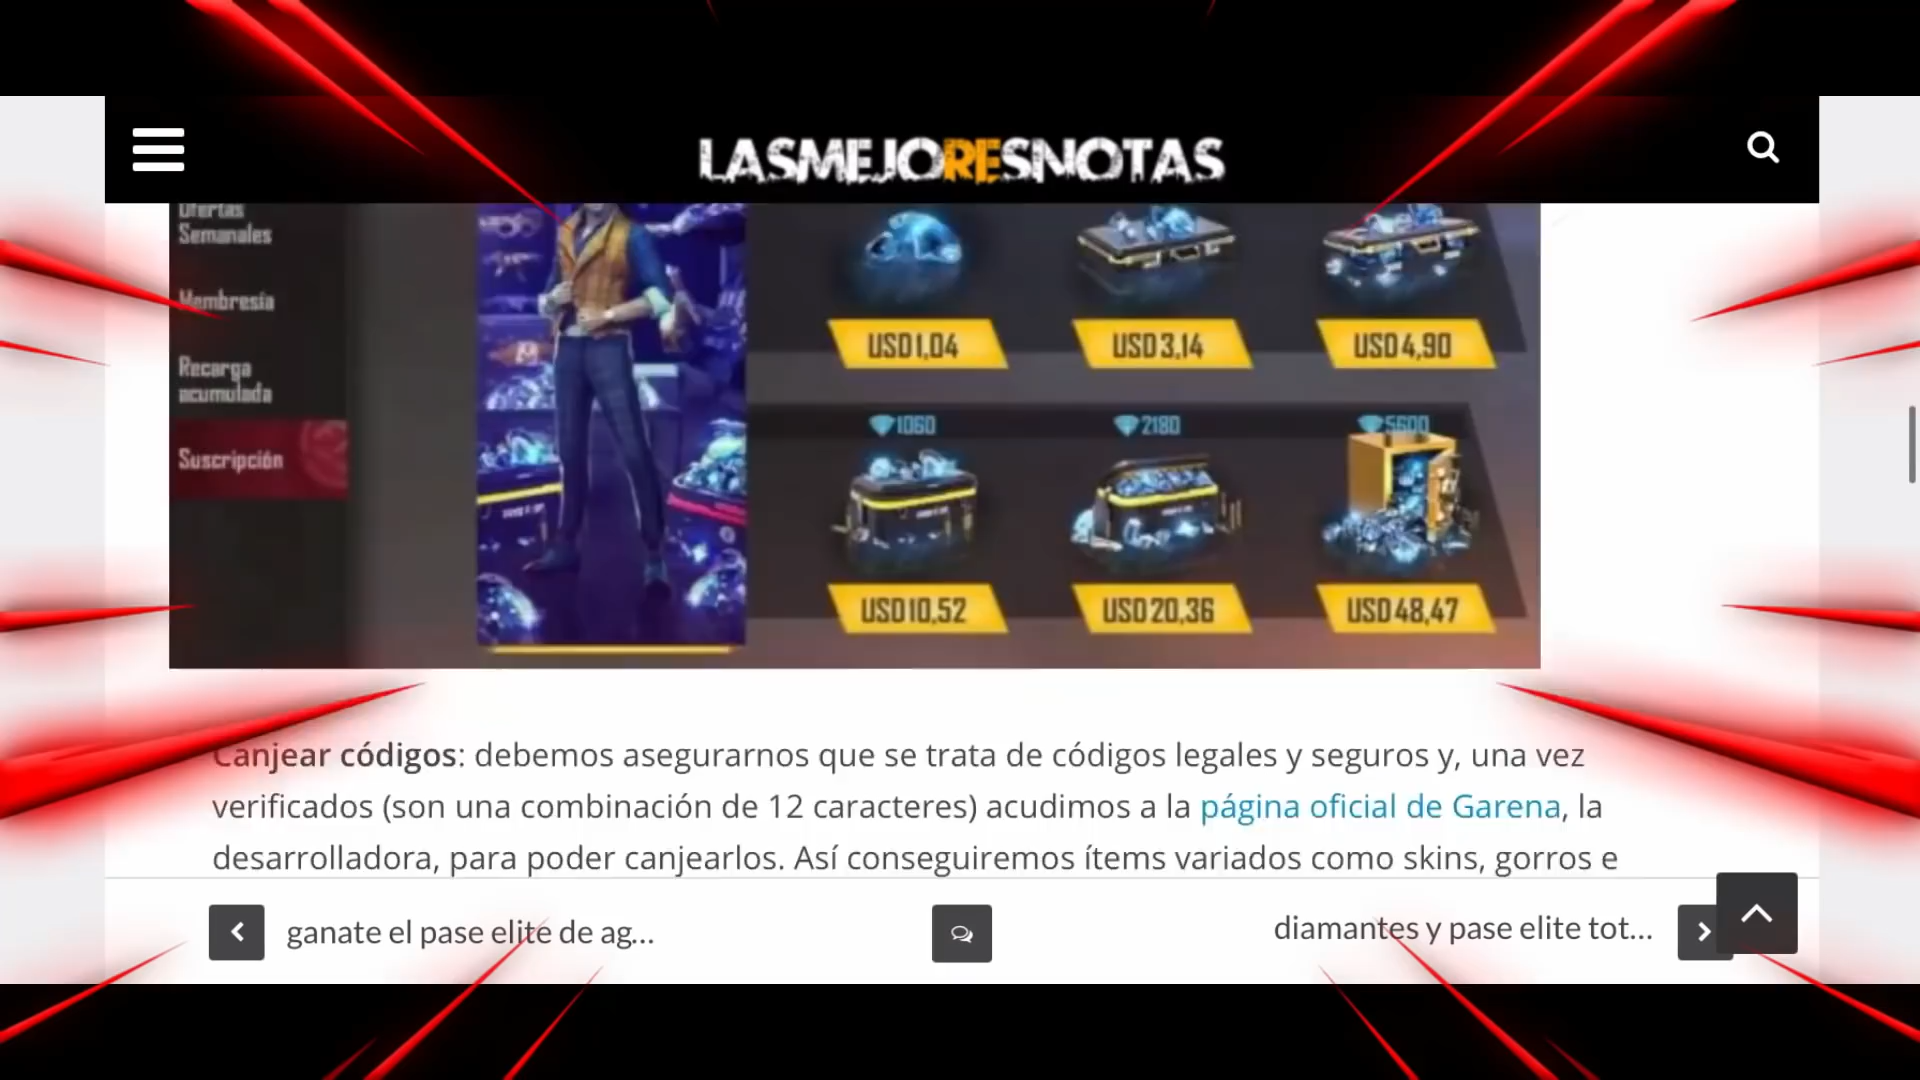 LASMEJORESNOTAS
Ofertas
Semanales
Membresía
Recarga
acumulada
Suscripción
USD1,04
USD3,14
USD4,90
1060
2180
5600
USD10,52
USD20,36
USD48,47
Canjear códigos: debemos asegurarnos que se trata de códigos legales y seguros y, una vez
verificados (son una combinación de 12 caracteres) acudimos a la página oficial de Garena, la
desarrolladora, para poder canjearlos. Así conseguiremos ítems variados como skins, gorros e
ganate el pase elite de ag...
diamantes y pase elite tot...